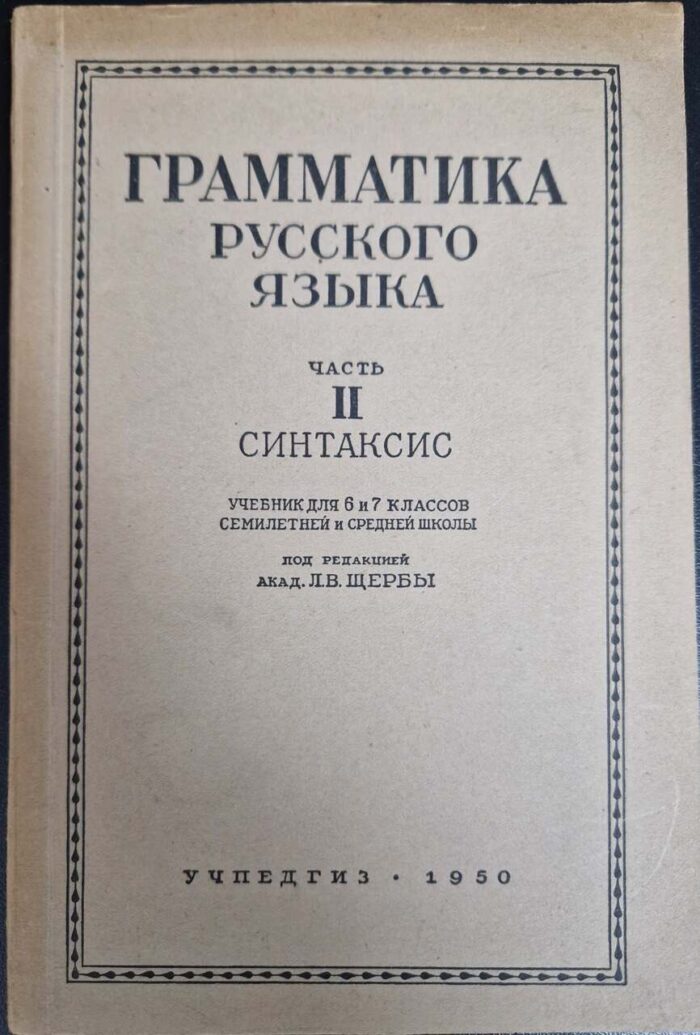 ГРАММАТИКА
РУССКОГО
ЯЗЫКА
ЧАСТЬ
II
СИНТАКСИС
УЧЕБНИК ДЛЯ 6 и 7 КЛАССОВ
СЕМИЛЕТНЕЙ и СРЕДНЕЙ ШКОЛЫ
ПОД РЕДАКЦИЕЙ
АКАД. Л.В. ЩЕРБЫ
УЧПЕДГИЗ • 1950